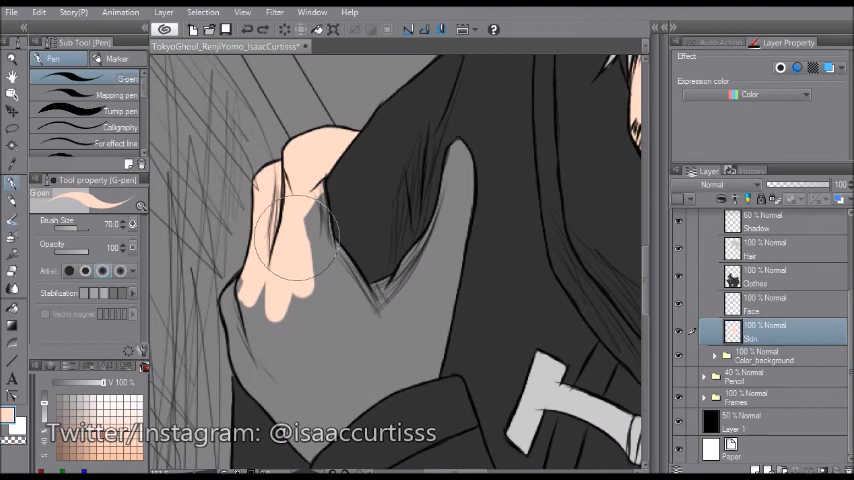 File Edit Story(P) Animation Layer Selection View Filter Window Help
TokyoGhoul_RenjiYomo_IsaacCurtisss*
Sub Tool [Pen]
Pen Marker
G-pen
Mapping pen
Turnip pen
Calligraphy
For effect line
Tool property [G-pen]
G-pen
Brush Size 70.0
Opacity 100
Stabilization
Vector magnet
V 100%
Auto Action Layer Property
Effect
Expression color
Color
Layer History
Normal 100
60 % Normal
Shadow
100 % Normal
Hair
100 % Normal
Clothes
100 % Normal
Face
100 % Normal
Skin
100 % Normal
Color_background
40 % Normal
Pencil
100 % Normal
Frames
50 % Normal
Layer 1
Paper
Twitter/Instagram: @isaaccurtisss